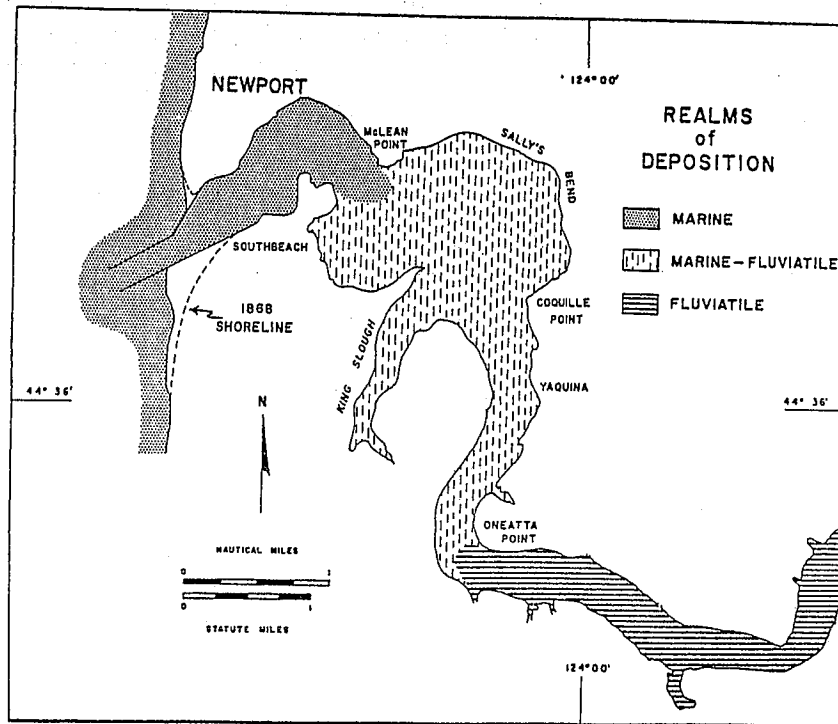 124° 00'
NEWPORT
McLEAN
POINT
SALLY'S
BEND
REALMS
of
DEPOSITION
MARINE
MARINE-FLUVIATILE
FLUVIATILE
SOUTHBEACH
1868
SHORELINE
COQUILLE
POINT
KING SLOUGH
YAQUINA
44° 36'
44° 36'
N
ONEATTA
POINT
NAUTICAL MILES
0 1
0 1
STATUTE MILES
124° 00'